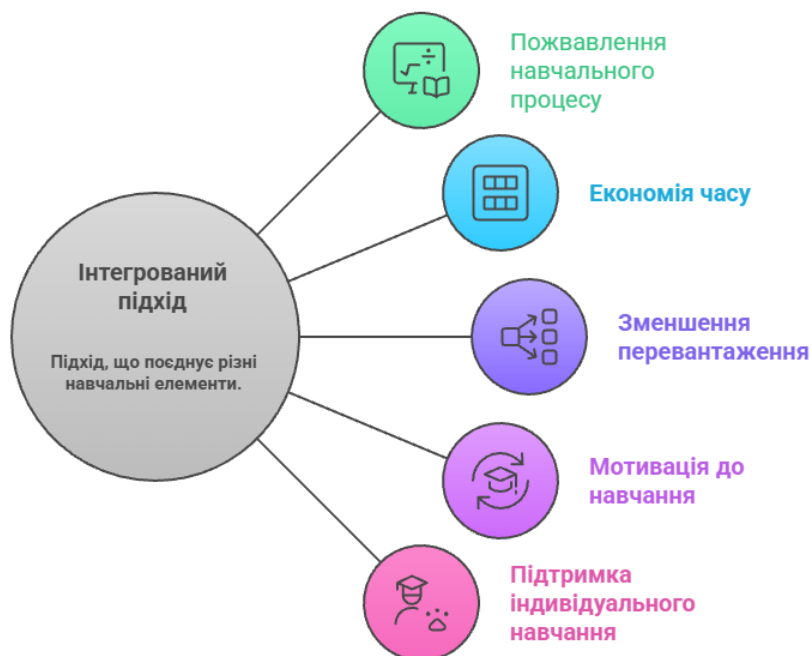 Пожвавлення
навчального
процесу
Економія часу
Інтегрований
підхід
Підхід, що поєднує різні
навчальні елементи.
Зменшення
перевантаження
Мотивація до
навчання
Підтримка
індивідуального
навчання